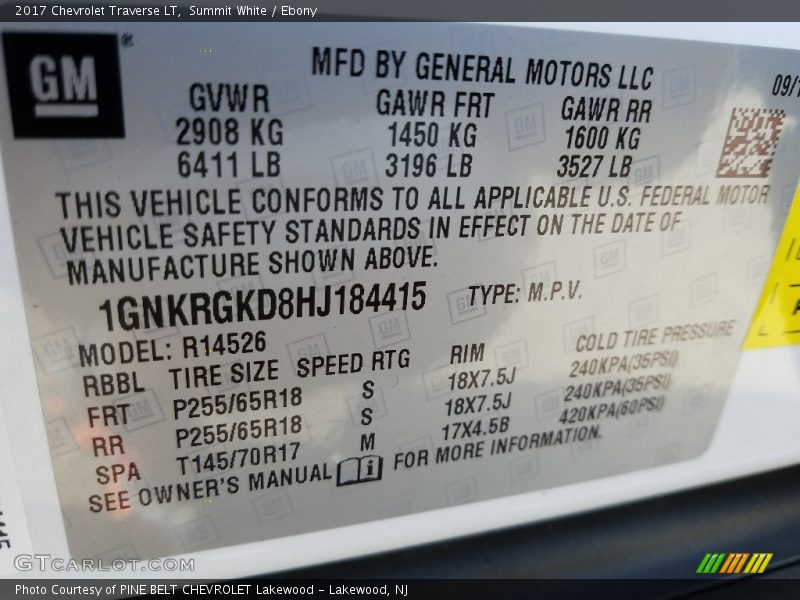 2017 Chevrolet Traverse LT, Summit White / Ebony
GM ®
MFD BY GENERAL MOTORS LLC
GVWR GAWR FRT GAWR RR
2908 KG 1450 KG 1600 KG
6411 LB 3196 LB 3527 LB
THIS VEHICLE CONFORMS TO ALL APPLICABLE U.S. FEDERAL MOTOR
VEHICLE SAFETY STANDARDS IN EFFECT ON THE DATE OF
MANUFACTURE SHOWN ABOVE.
1GNKRGKD8HJ184415 TYPE: M.P.V.
MODEL: R14526
RBBL TIRE SIZE SPEED RTG RIM COLD TIRE PRESSURE
FRT P255/65R18 S 18X7.5J 240KPA(35PSI)
RR P255/65R18 S 18X7.5J 240KPA(35PSI)
SPA T145/70R17 M 17X4.5B 420KPA(60PSI)
SEE OWNER'S MANUAL FOR MORE INFORMATION.
GTcarlot.com
Photo Courtesy of PINE BELT CHEVROLET Lakewood - Lakewood, NJ